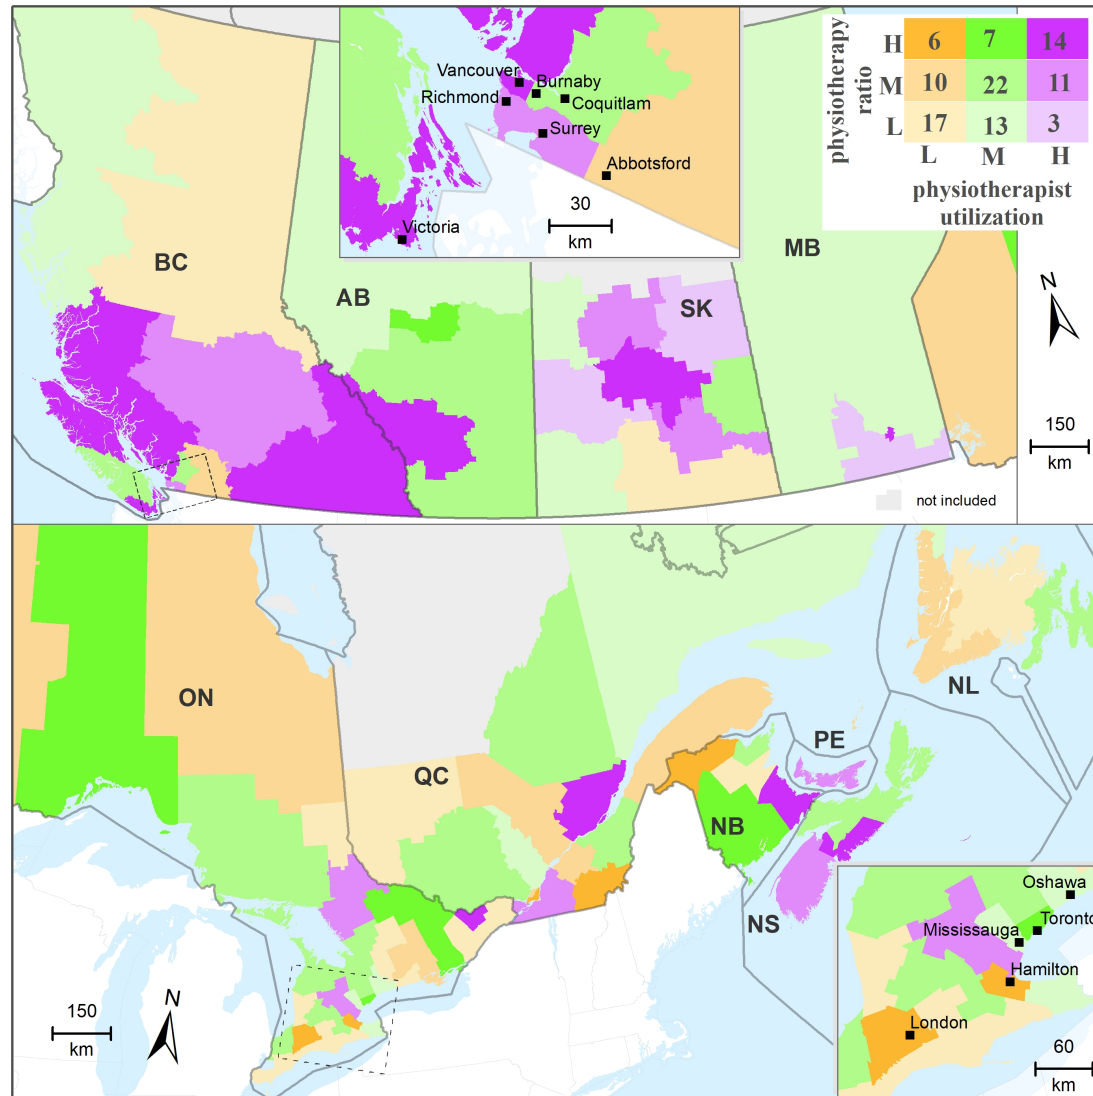 Vancouver
Burnaby
Richmond
Coquitlam
Surrey
Abbotsford
Victoria
30
km
physiotherapy
ratio
H 6 7 14
M 10 22 11
L 17 13 3
L M H
physiotherapist
utilization
BC
AB
SK
MB
N
150
km
not included
ON
QC
NB
PE
NS
NL
N
150
km
Oshawa
Toronto
Mississauga
Hamilton
London
60
km